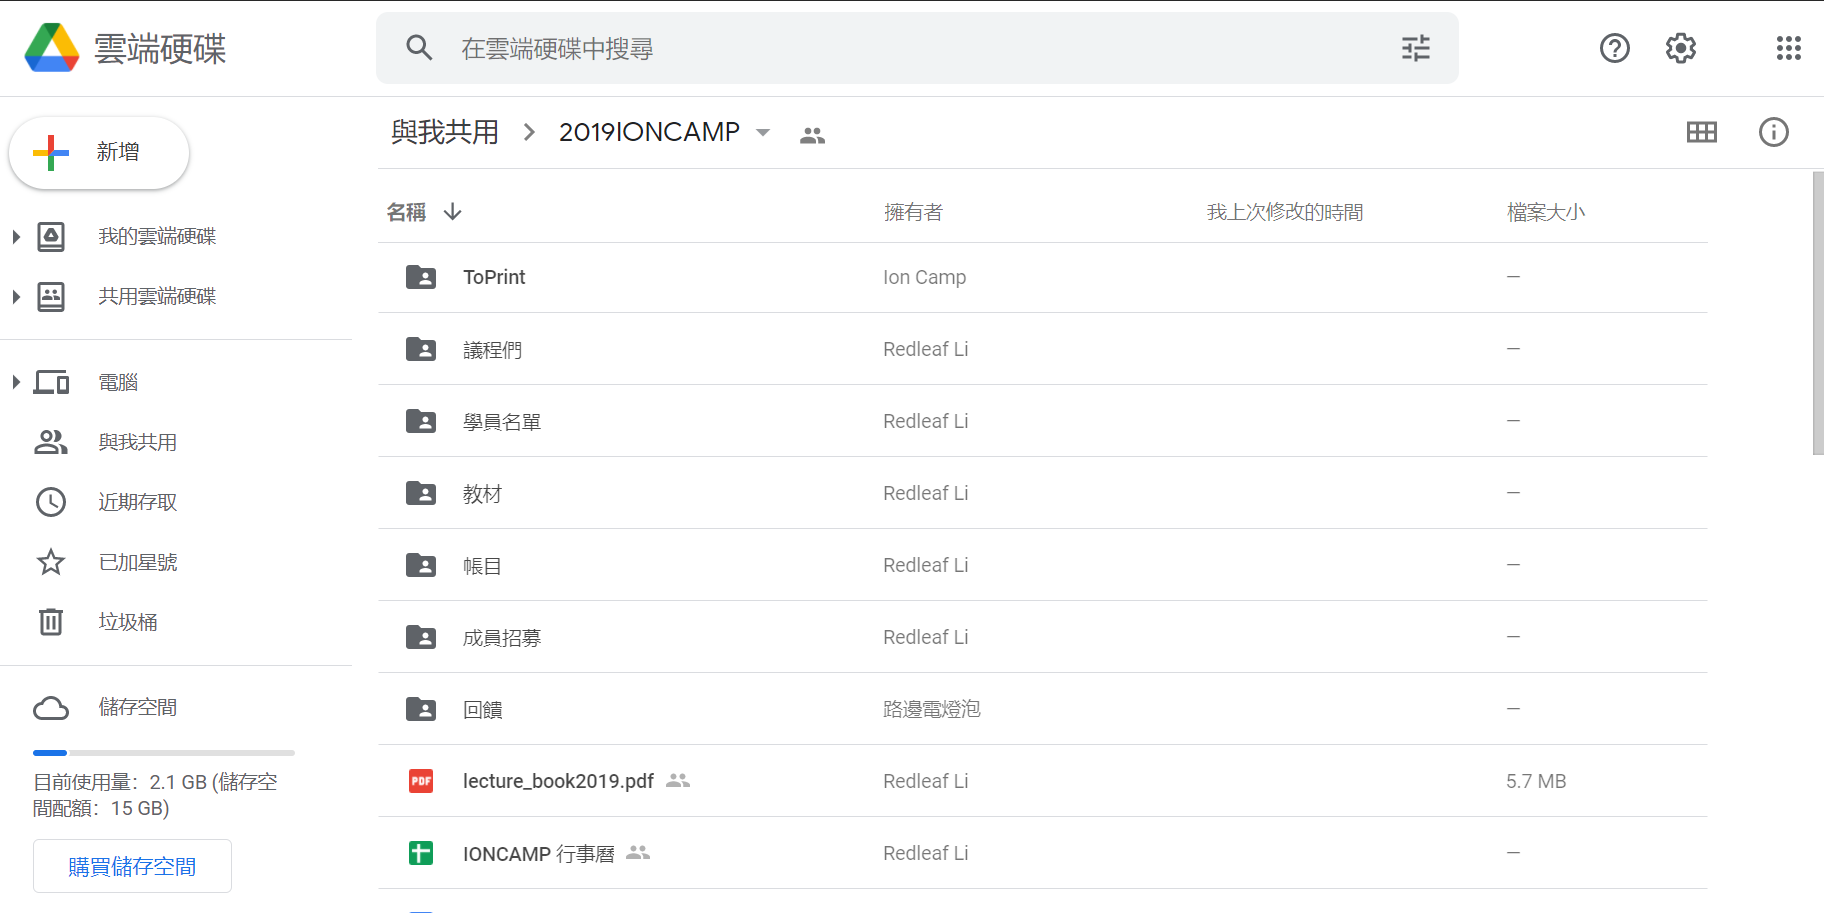 雲端硬碟
在雲端硬碟中搜尋
新增
與我共用 2019IONCAMP
名稱 擁有者 我上次修改的時間 檔案大小
我的雲端硬碟
共用雲端硬碟
電腦
與我共用
近期存取
已加星號
垃圾桶
儲存空間
目前使用量：2.1 GB (儲存空
間配額：15 GB)
購買儲存空間
ToPrint Ion Camp —
議程們 Redleaf Li —
學員名單 Redleaf Li —
教材 Redleaf Li —
帳目 Redleaf Li —
成員招募 Redleaf Li —
回饋 路邊電燈泡 —
PDF lecture_book2019.pdf Redleaf Li 5.7 MB
IONCAMP 行事曆 Redleaf Li —